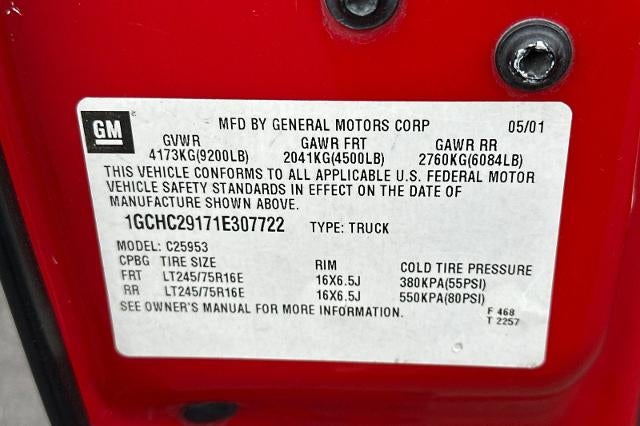 GM
MFD BY GENERAL MOTORS CORP 05/01
GVWR GAWR FRT GAWR RR
4173KG(9200LB) 2041KG(4500LB) 2760KG(6084LB)
THIS VEHICLE CONFORMS TO ALL APPLICABLE U.S. FEDERAL MOTOR
VEHICLE SAFETY STANDARDS IN EFFECT ON THE DATE OF
MANUFACTURE SHOWN ABOVE.
1GCHC29171E307722 TYPE: TRUCK
MODEL: C25953
CPBG TIRE SIZE RIM COLD TIRE PRESSURE
FRT LT245/75R16E 16X6.5J 380KPA(55PSI)
RR LT245/75R16E 16X6.5J 550KPA(80PSI)
SEE OWNER'S MANUAL FOR MORE INFORMATION. F 468
T 2257